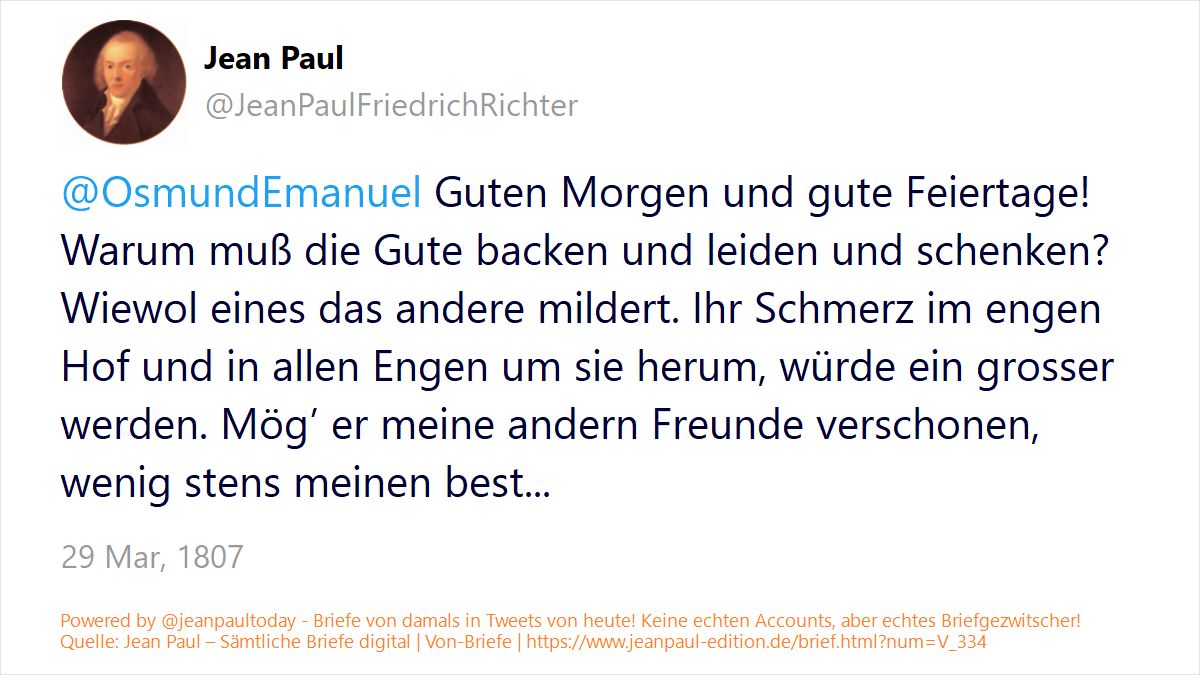 Jean Paul
@JeanPaulFriedrichRichter
@OsmundEmanuel Guten Morgen und gute Feiertage!
Warum muß die Gute backen und leiden und schenken?
Wiewol eines das andere mildert. Ihr Schmerz im engen
Hof und in allen Engen um sie herum, würde ein grosser
werden. Mög’ er meine andern Freunde verschonen,
wenig stens meinen best...
29 Mar, 1807
Powered by @jeanpaultoday - Briefe von damals in Tweets von heute! Keine echten Accounts, aber echtes Briefgezwitscher!
Quelle: Jean Paul – Sämtliche Briefe digital | Von-Briefe | https://www.jeanpaul-edition.de/brief.html?num=V_334